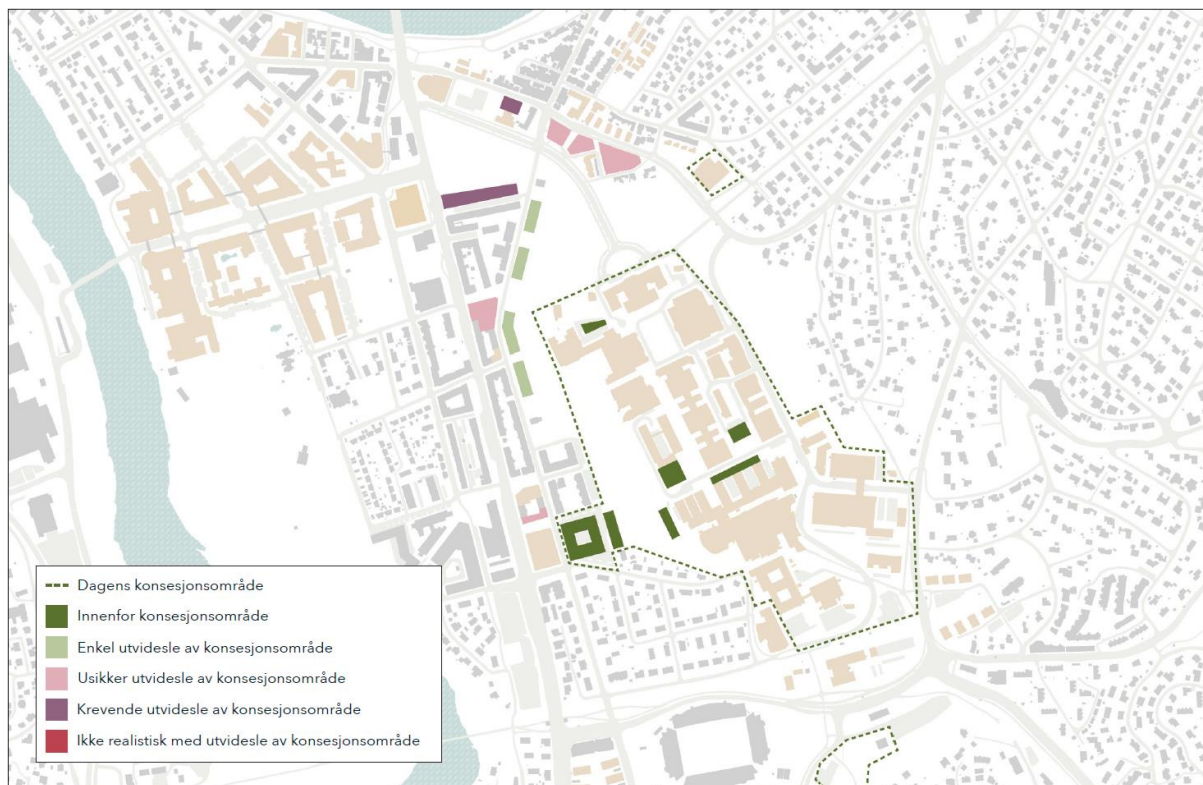 Dagens konsesjonsområde
Innenfor konsesjonsområde
Enkel utvidesle av konsesjonsområde
Usikker utvidesle av konsesjonsområde
Krevende utvidesle av konsesjonsområde
Ikke realistisk med utvidesle av konsesjonsområde